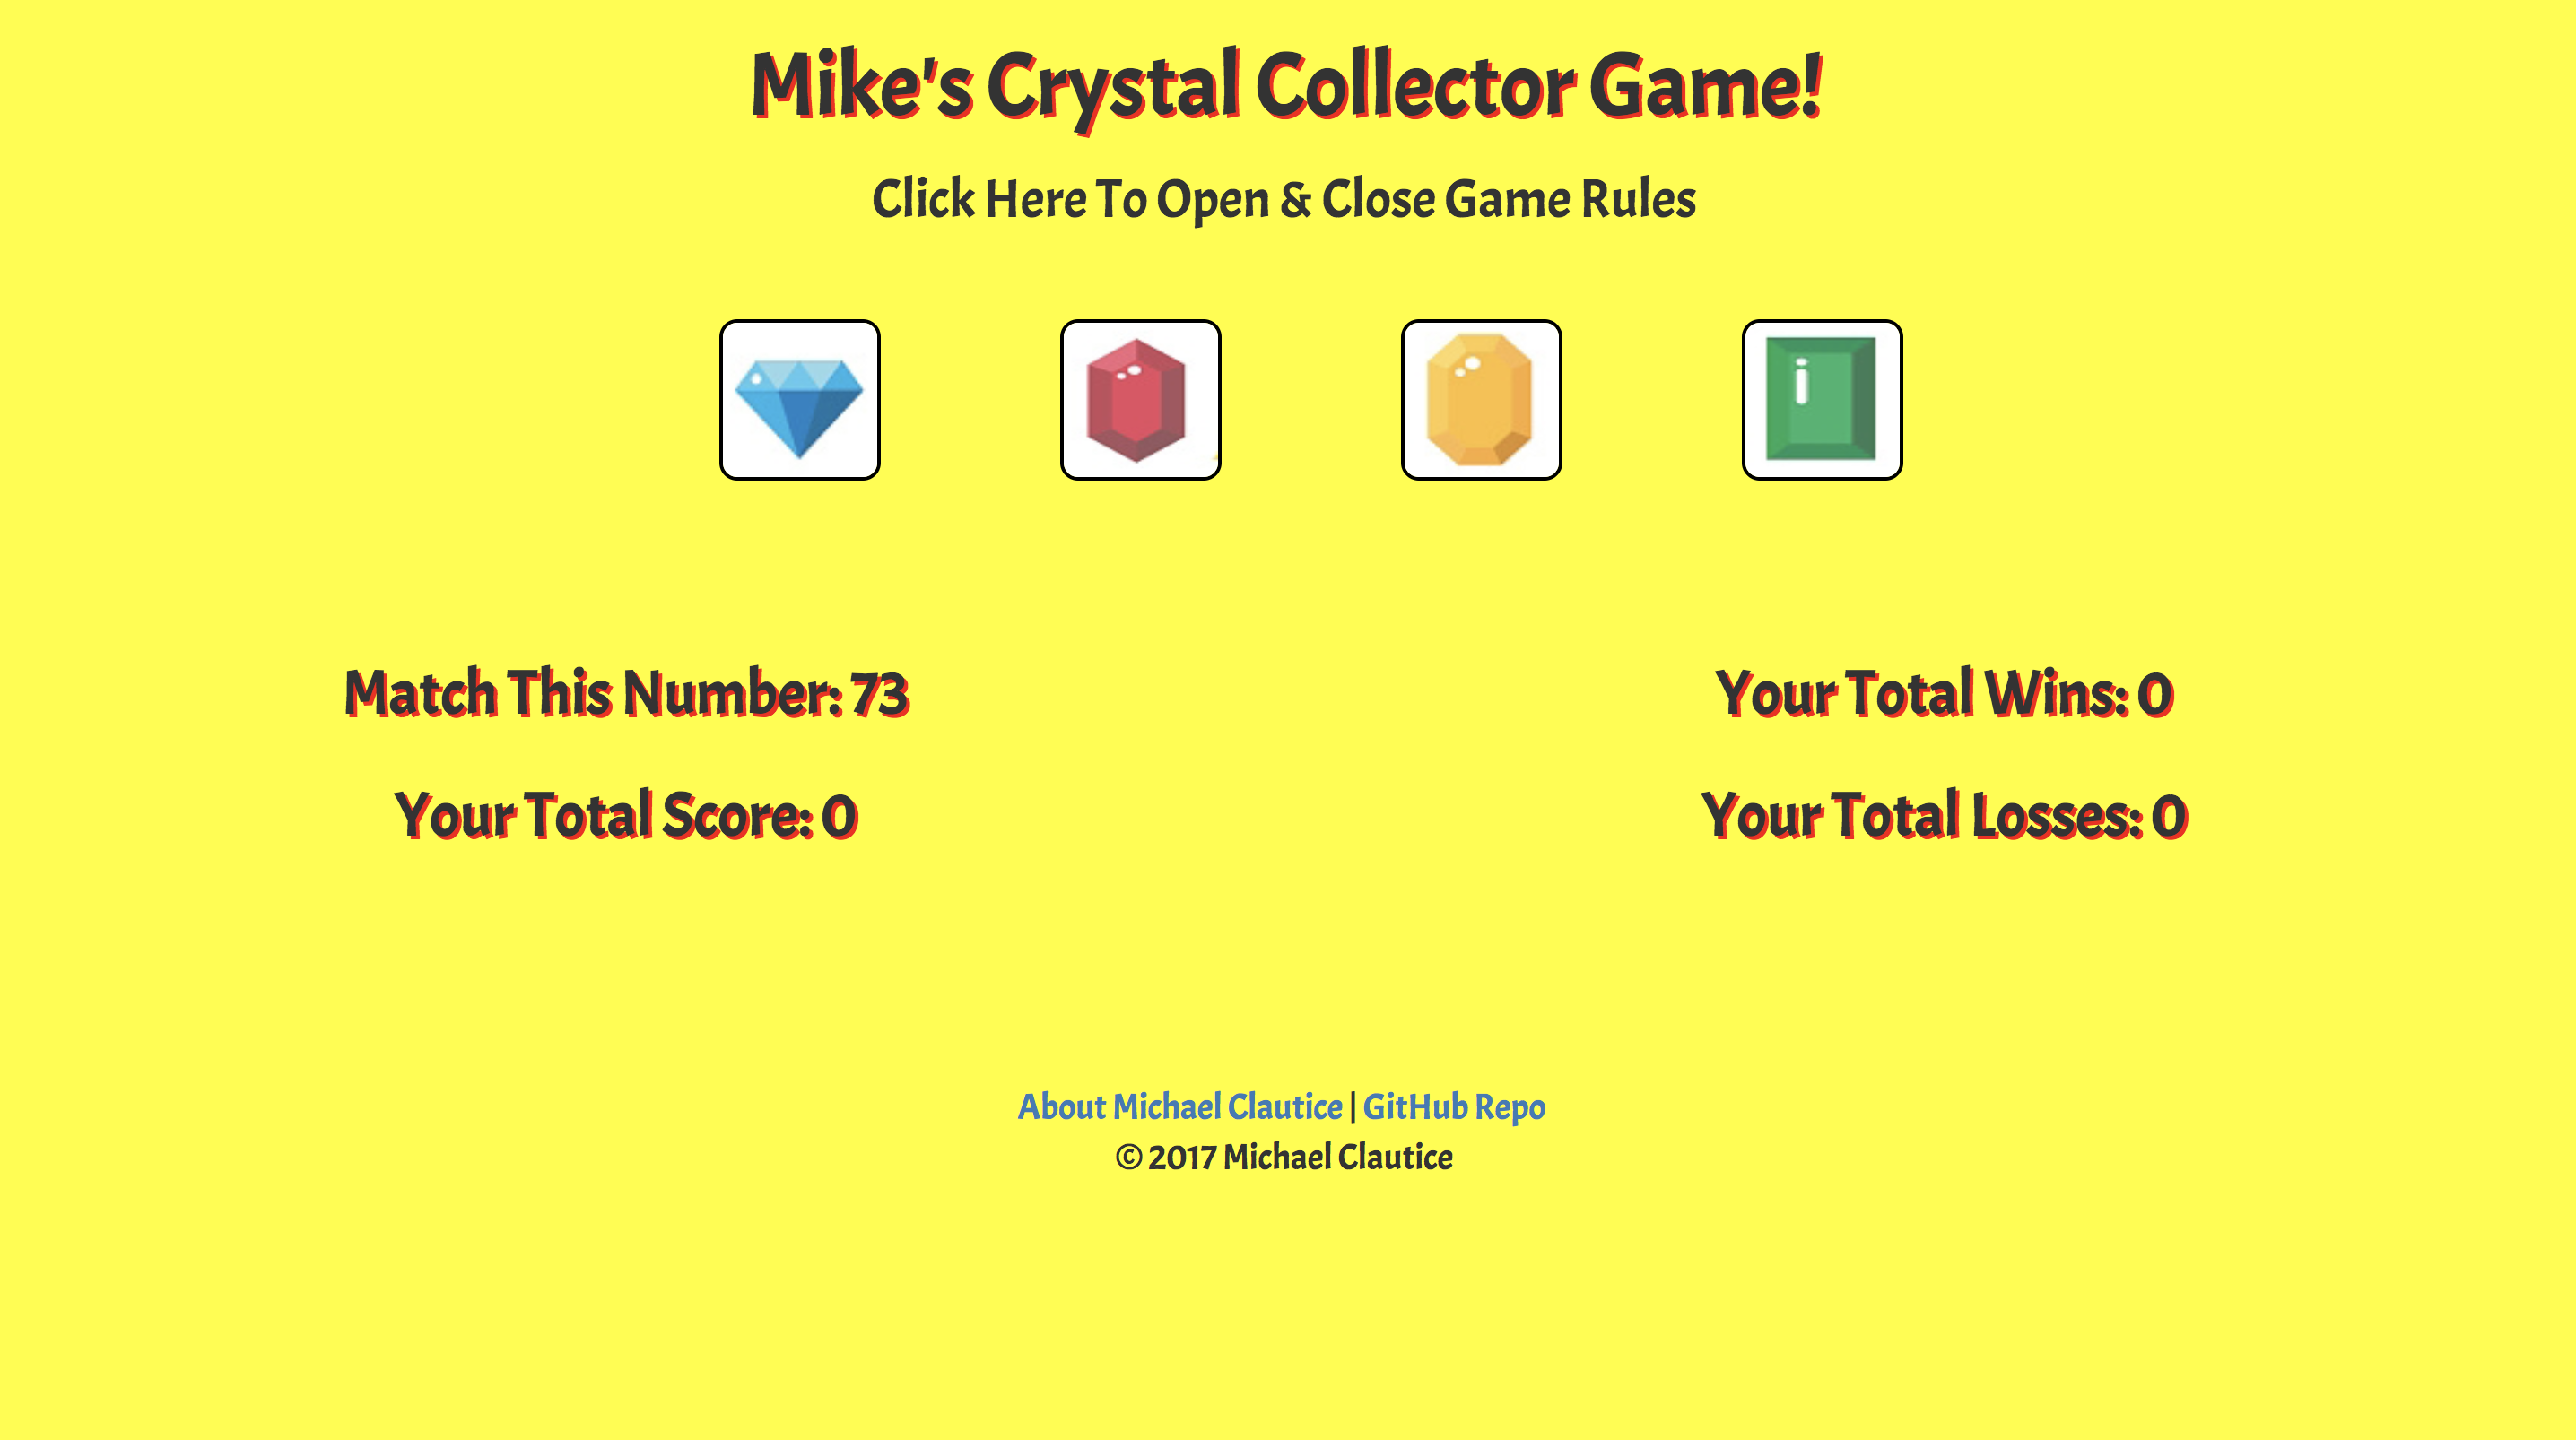 Mike's Crystal Collector Game!
Click Here To Open & Close Game Rules
Match This Number: 73
Your Total Score: 0
Your Total Wins: 0
Your Total Losses: 0
About Michael Clautice | GitHub Repo
© 2017 Michael Clautice